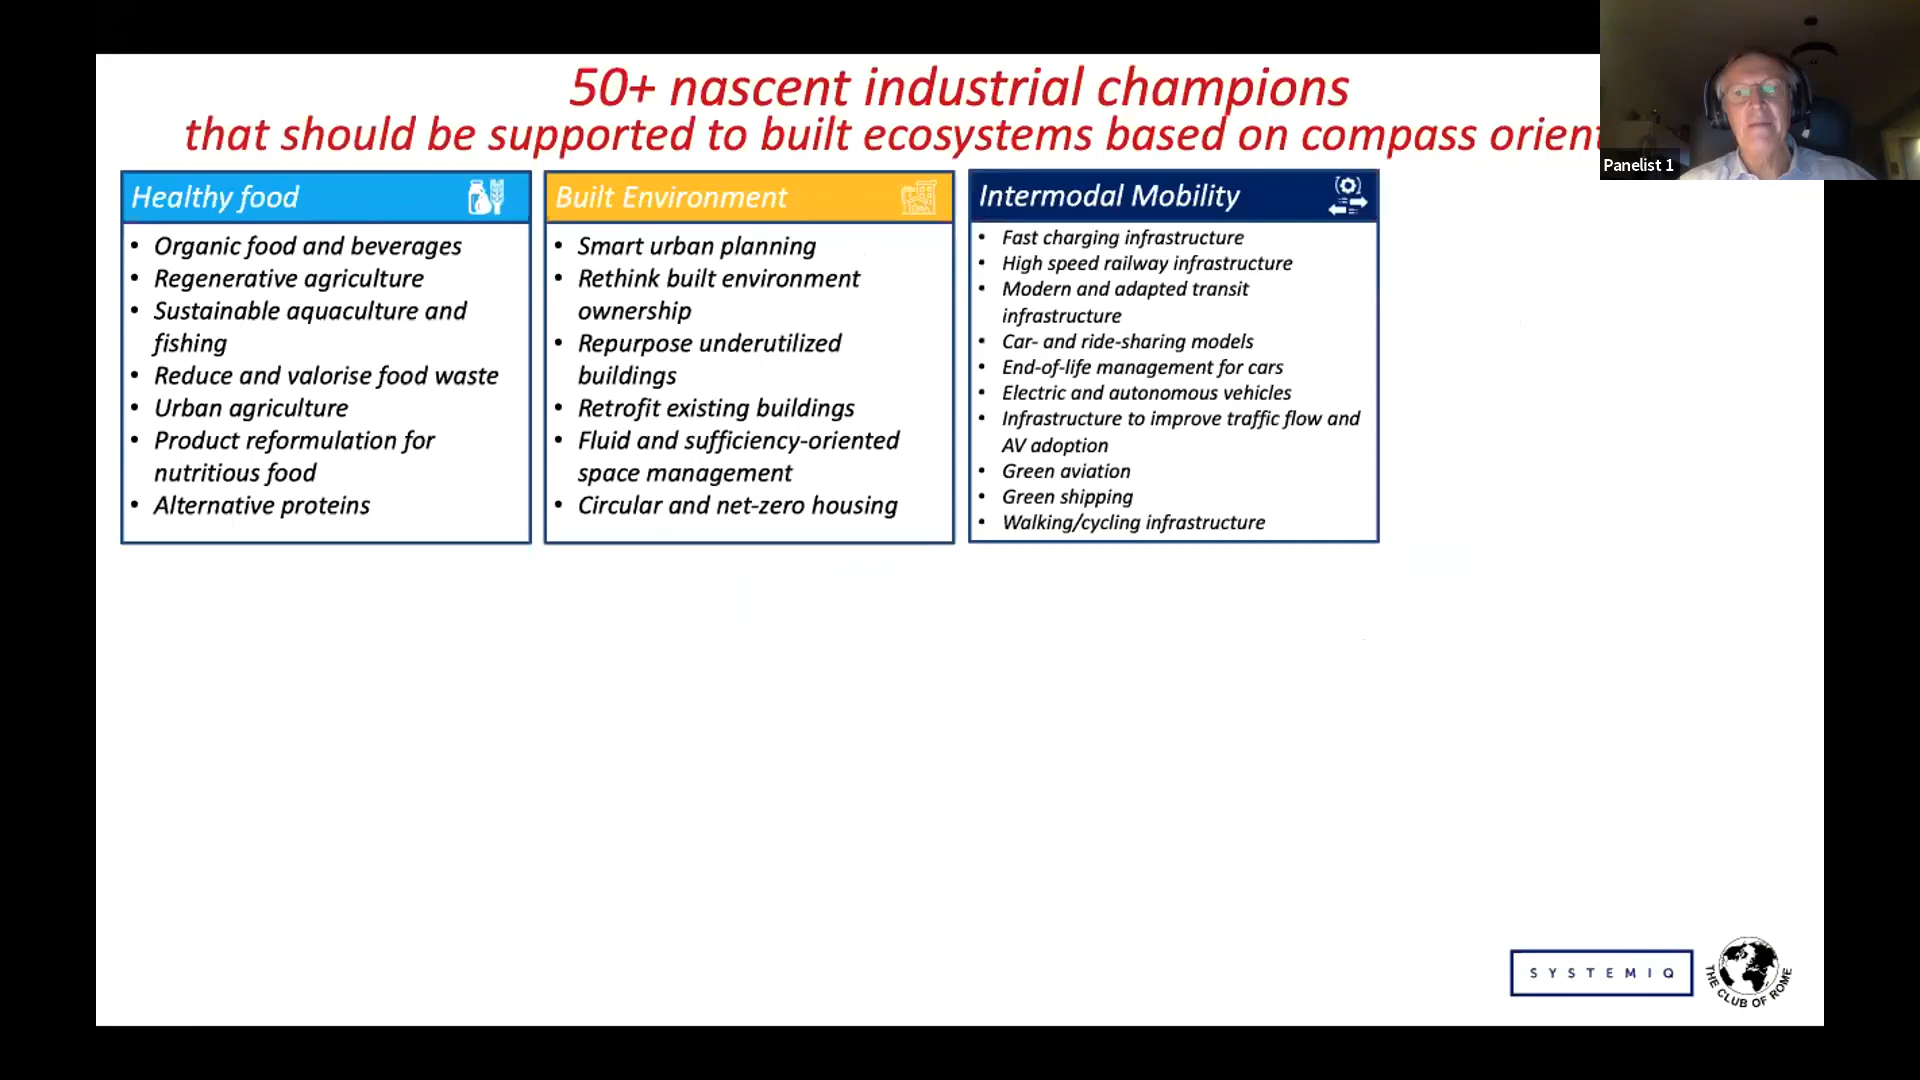 50+ nascent industrial champions
that should be supported to built ecosystems based on compass orient
Panelist 1
Healthy food
• Organic food and beverages
• Regenerative agriculture
• Sustainable aquaculture and
fishing
• Reduce and valorise food waste
• Urban agriculture
• Product reformulation for
nutritious food
• Alternative proteins
Built Environment
• Smart urban planning
• Rethink built environment
ownership
• Repurpose underutilized
buildings
• Retrofit existing buildings
• Fluid and sufficiency-oriented
space management
• Circular and net-zero housing
Intermodal Mobility
• Fast charging infrastructure
• High speed railway infrastructure
• Modern and adapted transit
infrastructure
• Car- and ride-sharing models
• End-of-life management for cars
• Electric and autonomous vehicles
• Infrastructure to improve traffic flow and
AV adoption
• Green aviation
• Green shipping
• Walking/cycling infrastructure
SYSTEMIQ
THE CLUB OF ROME